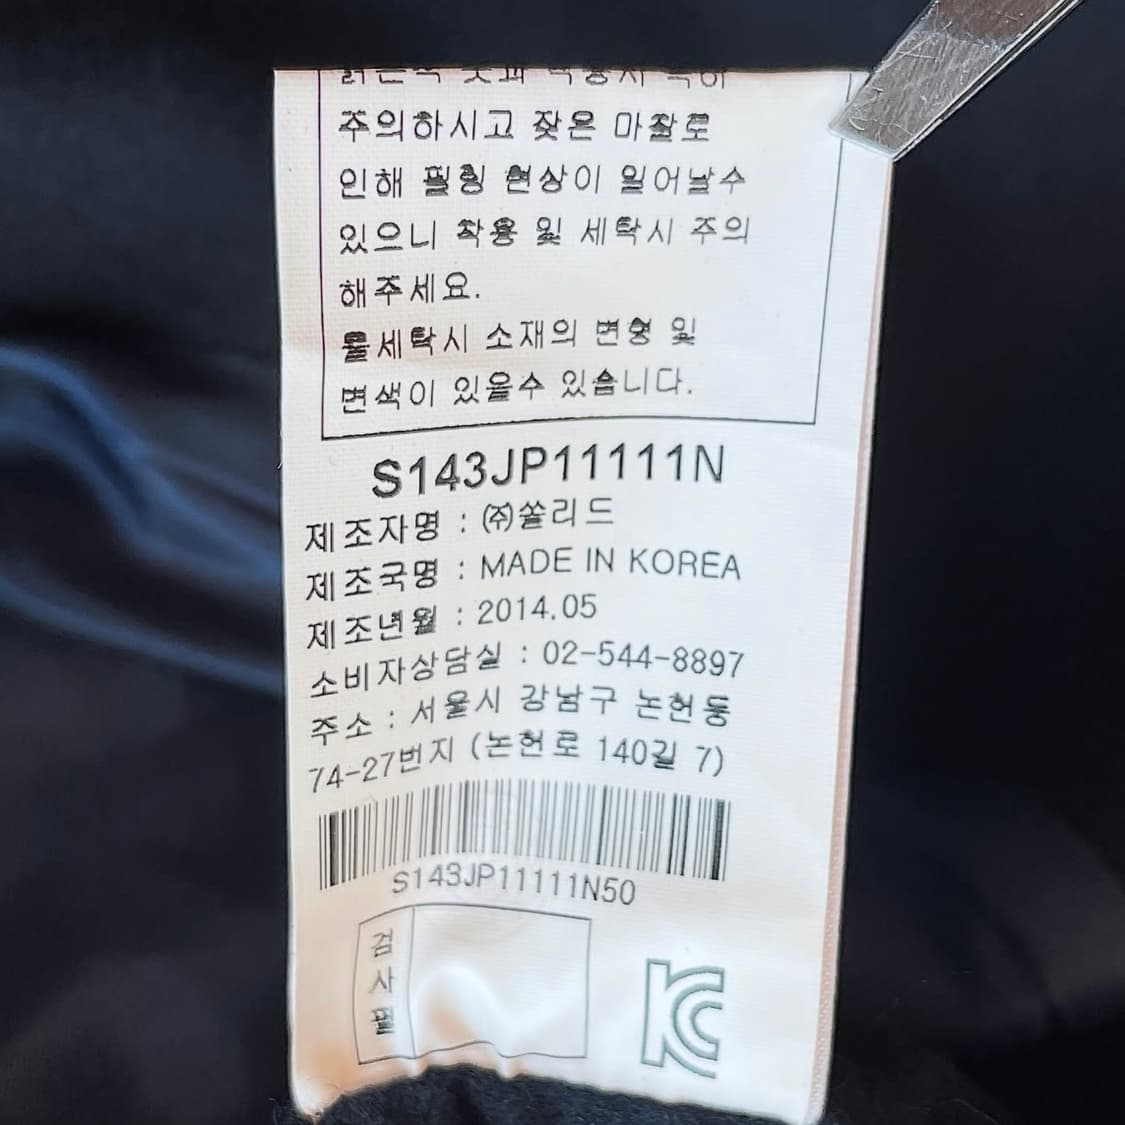 주의하시고 잦은 마찰로
인해 필링 현상이 일어날수
있으니 착용 및 세탁시 주의
해주세요.
물세탁시 소재의 변형 및
변색이 있을수 있습니다.
S143JP11111N
제조자명 : ㈜쏠리드
제조국명 : MADE IN KOREA
제조년월 : 2014.05
소비자상담실 : 02-544-8897
주소 : 서울시 강남구 논현동
74-27번지 (논현로 140길 7)
S143JP11111N50
검
사
필
KC